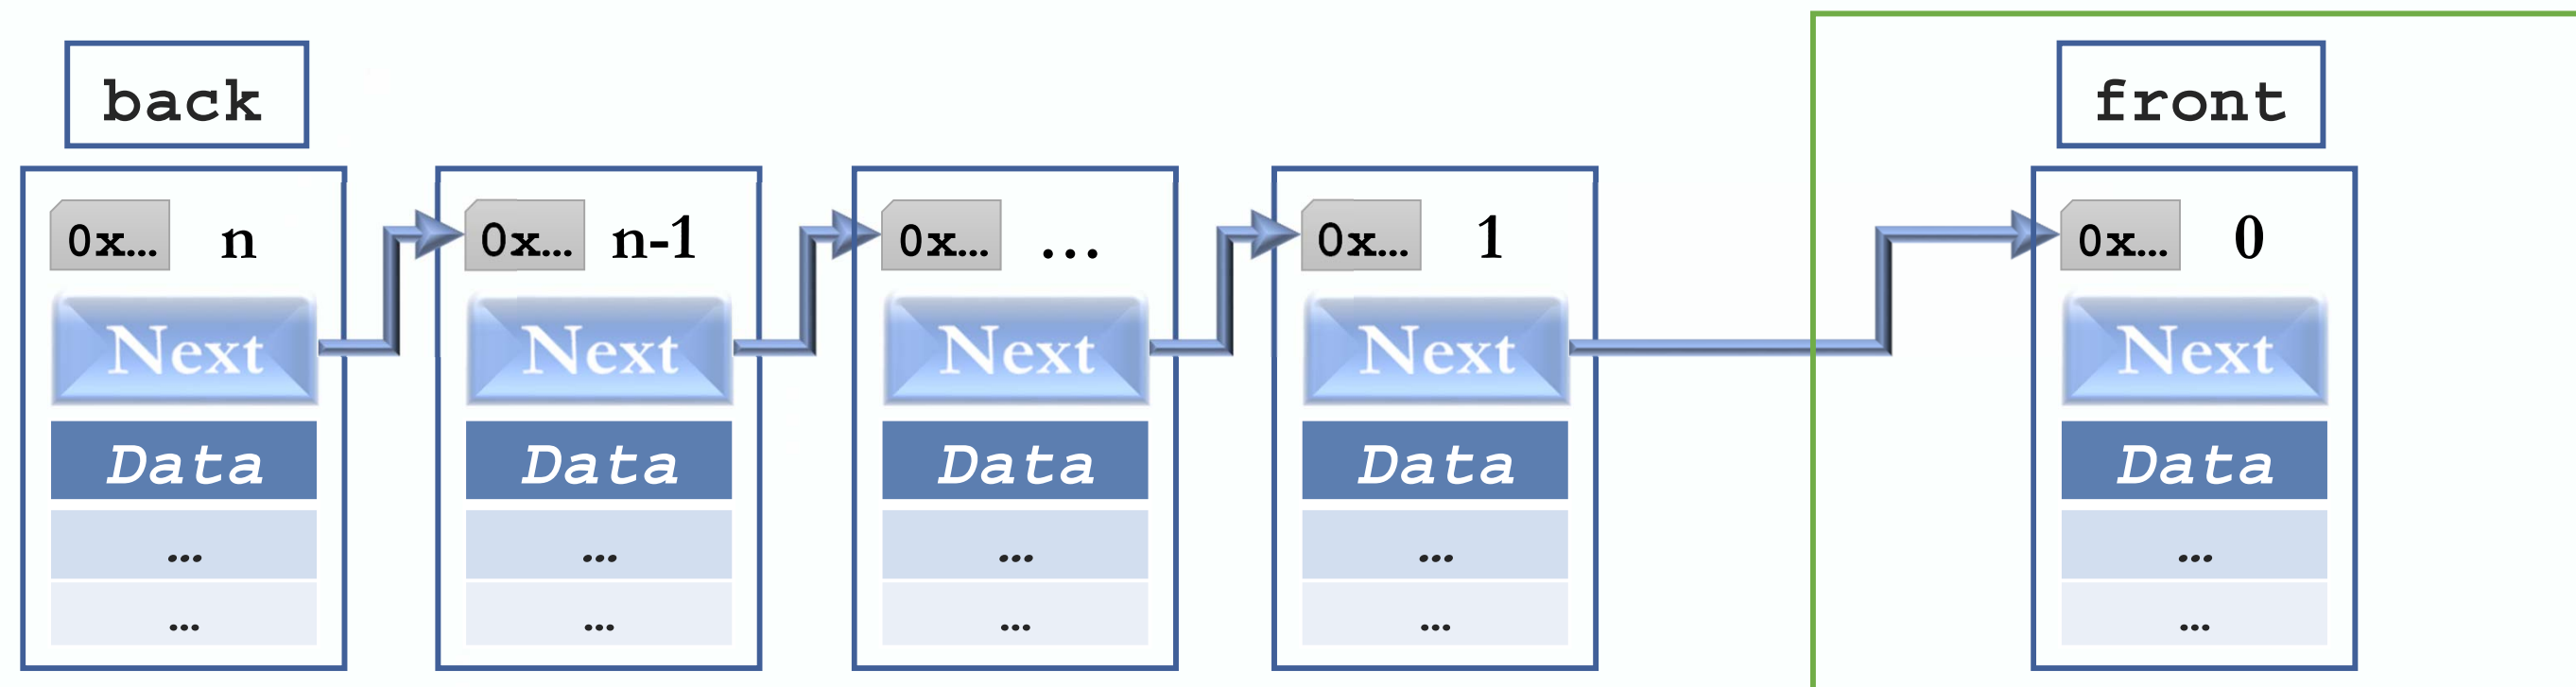 back front
0x... n 0x... n-1 0x... ... 0x... 1 0x... 0
Next Next Next Next Next
Data Data Data Data Data
... ... ... ... ...
... ... ... ... ...